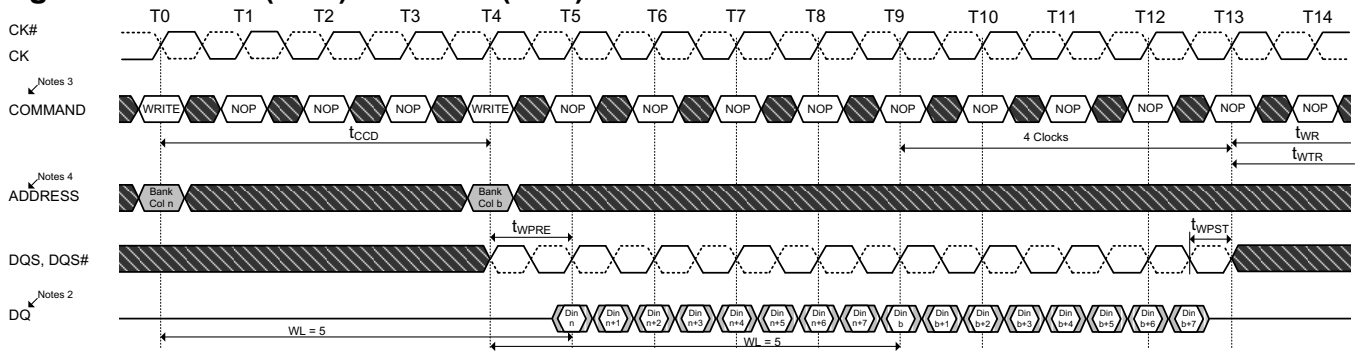 T0 T1 T2 T3 T4 T5 T6 T7 T8 T9 T10 T11 T12 T13 T14
CK#
CK
Notes 3
COMMAND
WRITE NOP NOP NOP WRITE NOP NOP NOP NOP NOP NOP NOP NOP NOP NOP
tCCD
4 Clocks
tWR
tWTR
Notes 4
ADDRESS
Bank Col n
Bank Col b
tWPRE
tWPST
DQS, DQS#
Notes 2
DQ
Din n Din n+1 Din n+2 Din n+3 Din n+4 Din n+5 Din n+6 Din n+7 Din b Din b+1 Din b+2 Din b+3 Din b+4 Din b+5 Din b+6 Din b+7
WL = 5
WL = 5